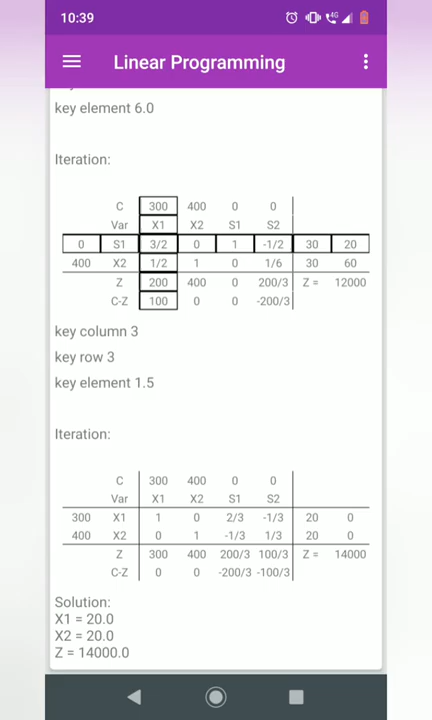 10:39
4G
Linear Programming
key element 6.0
Iteration:
C 300 400 0 0
Var X1 X2 S1 S2
0 S1 3/2 0 1 -1/2 30 20
400 X2 1/2 1 0 1/6 30 60
Z 200 400 0 200/3 Z = 12000
C-Z 100 0 0 -200/3
key column 3
key row 3
key element 1.5
Iteration:
C 300 400 0 0
Var X1 X2 S1 S2
300 X1 1 0 2/3 -1/3 20 0
400 X2 0 1 -1/3 1/3 20 0
Z 300 400 200/3 100/3 Z = 14000
C-Z 0 0 -200/3 -100/3
Solution:
X1 = 20.0
X2 = 20.0
Z = 14000.0